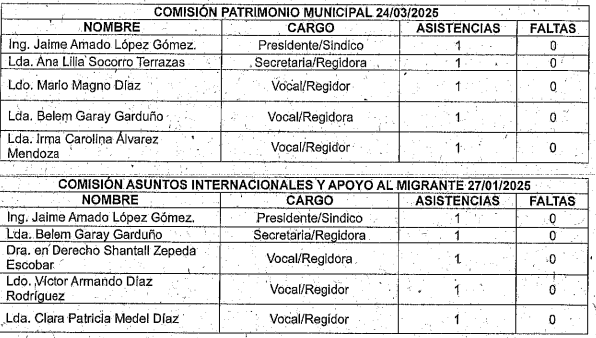 COMISIÓN PATRIMONIO MUNICIPAL 24/03/2025
NOMBRE CARGO ASISTENCIAS FALTAS
Ing. Jaime Amado López Gómez. Presidente/Sindico 1 0
Lda. Ana Lilia Socorro Terrazas Secretaria/Regidora 1 0
Ldo. Mario Magno Díaz Vocal/Regidor 1 0
Lda. Belem Garay Garduño Vocal/Regidora 1 0
Lda. Irma Carolina Álvarez
Mendoza Vocal/Regidor 1 0
COMISIÓN ASUNTOS INTERNACIONALES Y APOYO AL MIGRANTE 27/01/2025
NOMBRE CARGO ASISTENCIAS FALTAS
Ing. Jaime Amado López Gómez. Presidente/Sindico 1 0
Lda. Belem Garay Garduño Secretaria/Regidora 1 0
Dra. en Derecho Shantall Zepeda
Escobar Vocal/Regidora 1 0
Ldo. Víctor Armando Díaz
Rodríguez Vocal/Regidor 1 0
Lda. Clara Patricia Medel Díaz Vocal/Regidor 1 0